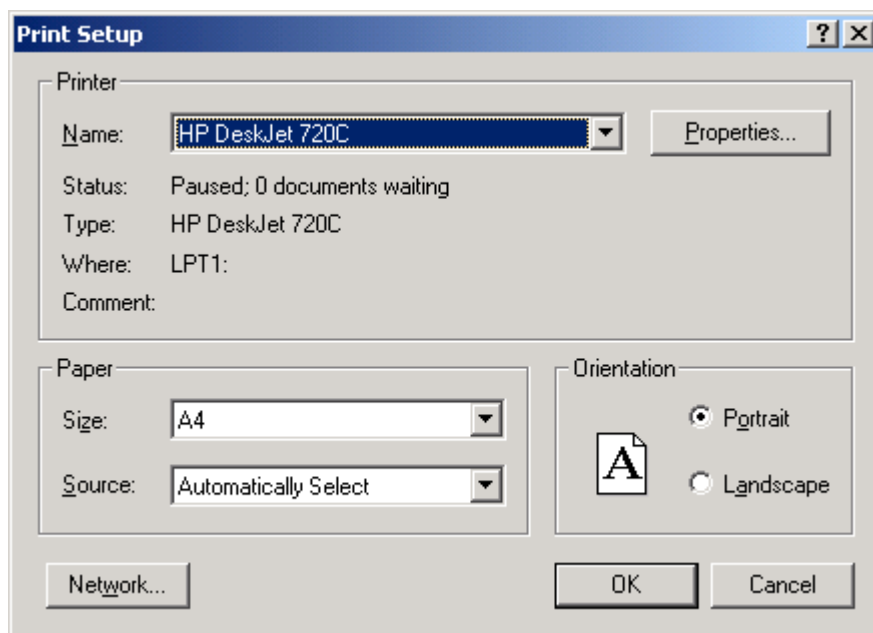 Print Setup
Printer
Name: HP DeskJet 720C Properties...
Status: Paused; 0 documents waiting
Type: HP DeskJet 720C
Where: LPT1:
Comment:
Paper
Size: A4
Source: Automatically Select
Orientation
A
Portrait
Landscape
Network... OK Cancel